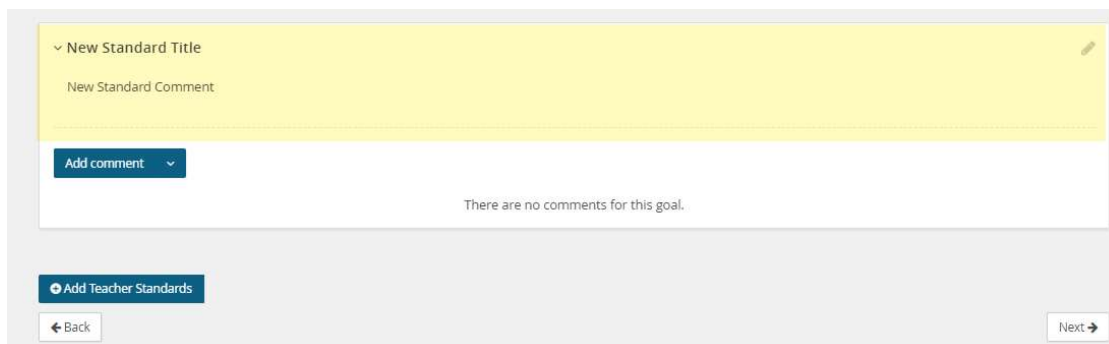 New Standard Title
New Standard Comment
Add comment
There are no comments for this goal.
Add Teacher Standards
Back
Next